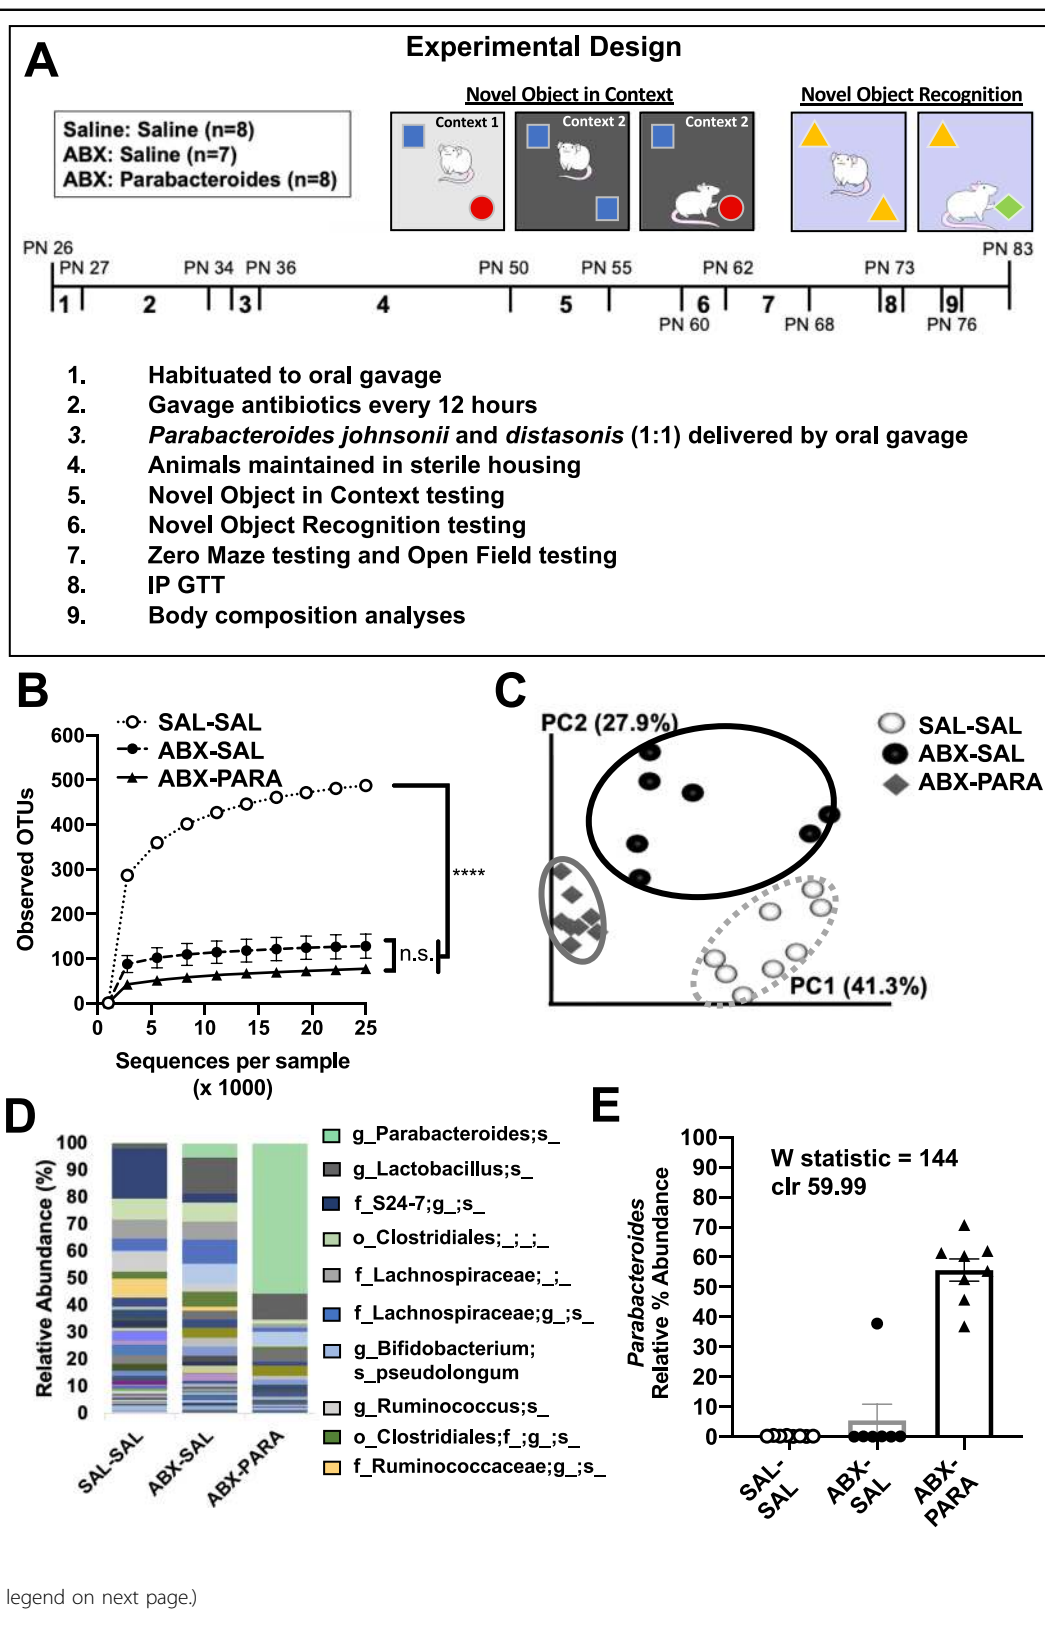 A
Experimental Design
Saline: Saline (n=8)
ABX: Saline (n=7)
ABX: Parabacteroides (n=8)
Novel Object in Context
Context 1
Context 2
Context 2
Novel Object Recognition
PN 26
PN 27
PN 34
PN 36
PN 50
PN 55
PN 62
PN 73
PN 83
1
2
3
4
5
6
7
8
9
PN 60
PN 68
PN 76
1. Habituated to oral gavage
2. Gavage antibiotics every 12 hours
3. Parabacteroides johnsonii and distasonis (1:1) delivered by oral gavage
4. Animals maintained in sterile housing
5. Novel Object in Context testing
6. Novel Object Recognition testing
7. Zero Maze testing and Open Field testing
8. IP GTT
9. Body composition analyses
B
SAL-SAL
ABX-SAL
ABX-PARA
Observed OTUs
600
500
400
300
200
100
0
0 5 10 15 20 25
Sequences per sample
(x 1000)
n.s.
****
C
PC2 (27.9%)
PC1 (41.3%)
SAL-SAL
ABX-SAL
ABX-PARA
D
Relative Abundance (%)
100
90
80
70
60
50
40
30
20
10
0
SAL-SAL
ABX-SAL
ABX-PARA
g_Parabacteroides;s_
g_Lactobacillus;s_
f_S24-7;g_;s_
o_Clostridiales;_;_;_
f_Lachnospiraceae;_;_
f_Lachnospiraceae;g_;s_
g_Bifidobacterium;
s_pseudolongum
g_Ruminococcus;s_
o_Clostridiales;f_;g_;s_
f_Ruminococcaceae;g_;s_
E
Parabacteroides
Relative % Abundance
100
90
80
70
60
50
40
30
20
10
0
W statistic = 144
clr 59.99
SAL-
SAL
ABX-
SAL
ABX-
PARA
legend on next page.)